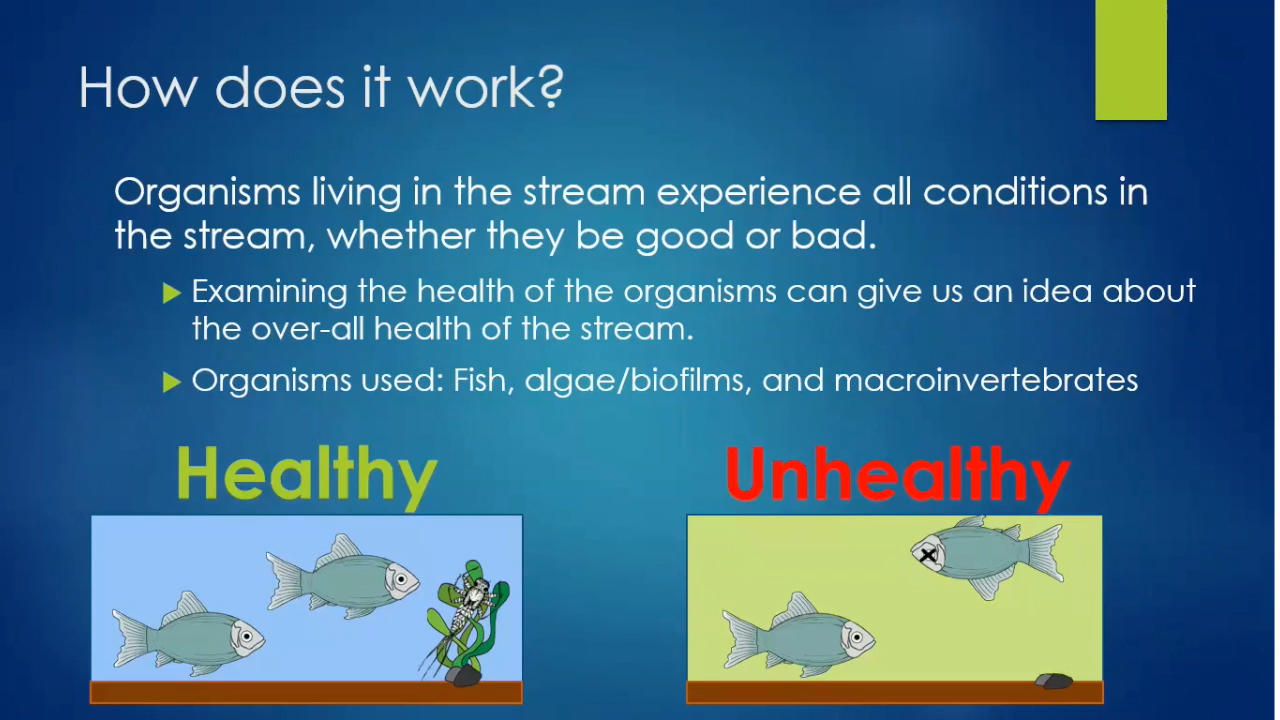 How does it work?
Organisms living in the stream experience all conditions in
the stream, whether they be good or bad.
Examining the health of the organisms can give us an idea about
the over-all health of the stream.
Organisms used: Fish, algae/biofilms, and macroinvertebrates
Healthy
Unhealthy